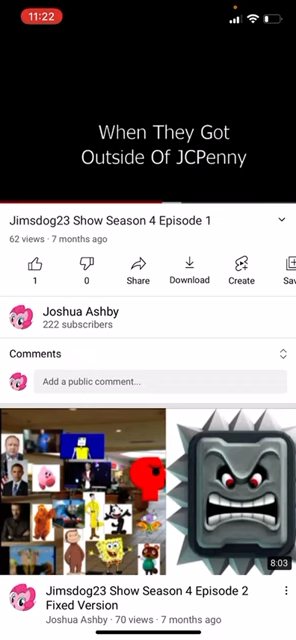 11:22
When They Got
Outside Of JCPenny
Jimsdog23 Show Season 4 Episode 1
62 views · 7 months ago
1
0
Share
Download
Create
Sav
Joshua Ashby
222 subscribers
Comments
Add a public comment...
8:03
Jimsdog23 Show Season 4 Episode 2
Fixed Version
Joshua Ashby · 70 views · 7 months ago